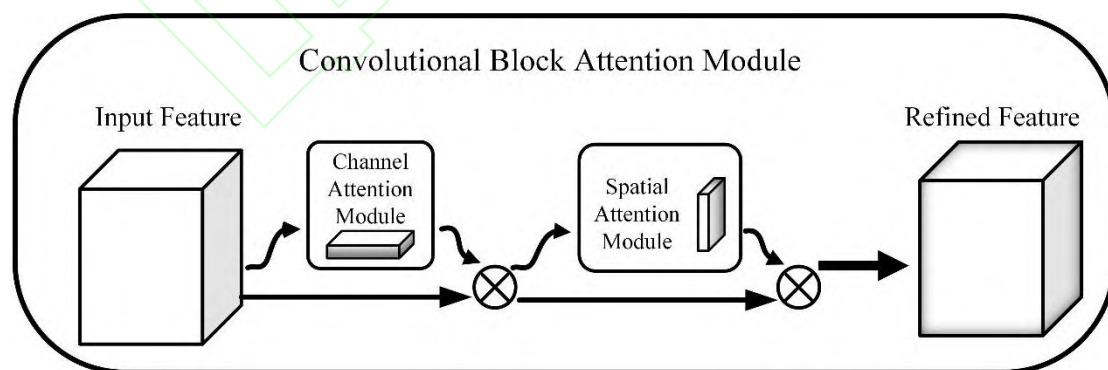 Convolutional Block Attention Module
Input Feature
Refined Feature
Channel
Attention
Module
Spatial
Attention
Module